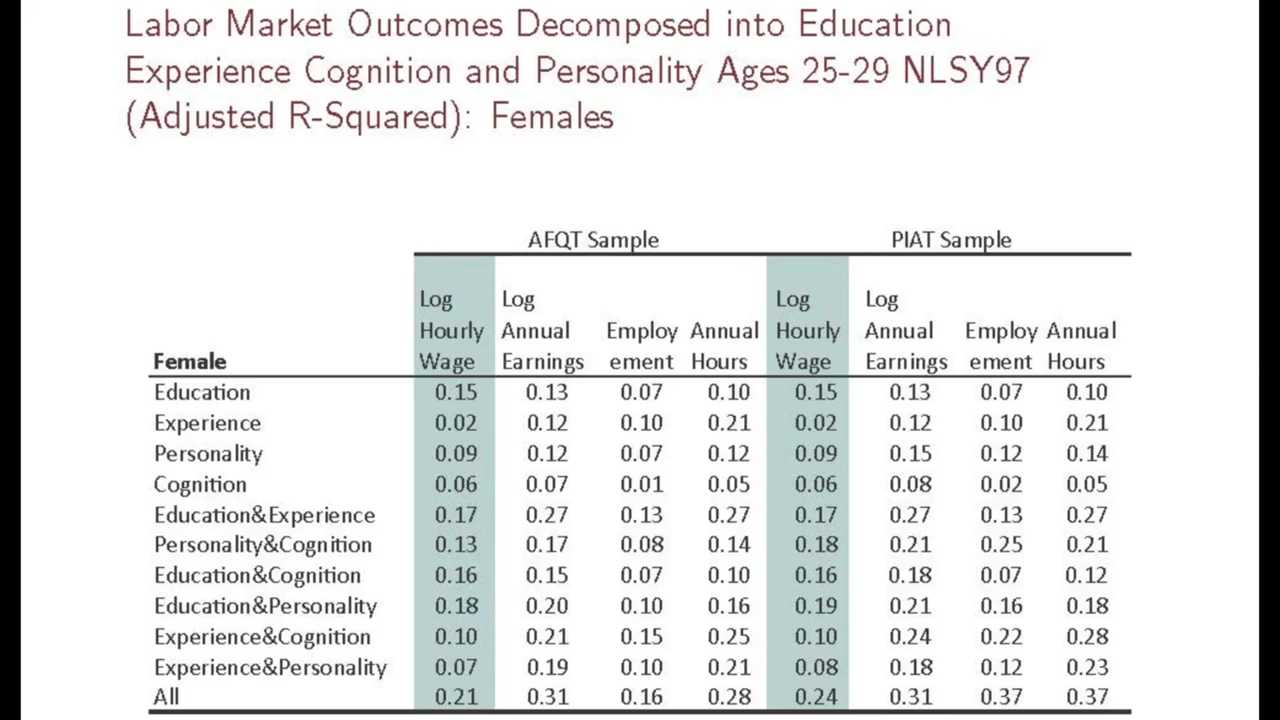 Labor Market Outcomes Decomposed into Education
Experience Cognition and Personality Ages 25-29 NLSY97
(Adjusted R-Squared): Females
AFQT Sample PIAT Sample
Log Log Log Log
Hourly Annual Employ Annual Hourly Annual Employ Annual
Female Wage Earnings ement Hours Wage Earnings ement Hours
Education 0.15 0.13 0.07 0.10 0.15 0.13 0.07 0.10
Experience 0.02 0.12 0.10 0.21 0.02 0.12 0.10 0.21
Personality 0.09 0.12 0.07 0.12 0.09 0.15 0.12 0.14
Cognition 0.06 0.07 0.01 0.05 0.06 0.08 0.02 0.05
Education&Experience 0.17 0.27 0.13 0.27 0.17 0.27 0.13 0.27
Personality&Cognition 0.13 0.17 0.08 0.14 0.18 0.21 0.25 0.21
Education&Cognition 0.16 0.15 0.07 0.10 0.16 0.18 0.07 0.12
Education&Personality 0.18 0.20 0.10 0.16 0.19 0.21 0.16 0.18
Experience&Cognition 0.10 0.21 0.15 0.25 0.10 0.24 0.22 0.28
Experience&Personality 0.07 0.19 0.10 0.21 0.08 0.18 0.12 0.23
All 0.21 0.31 0.16 0.28 0.24 0.31 0.37 0.37